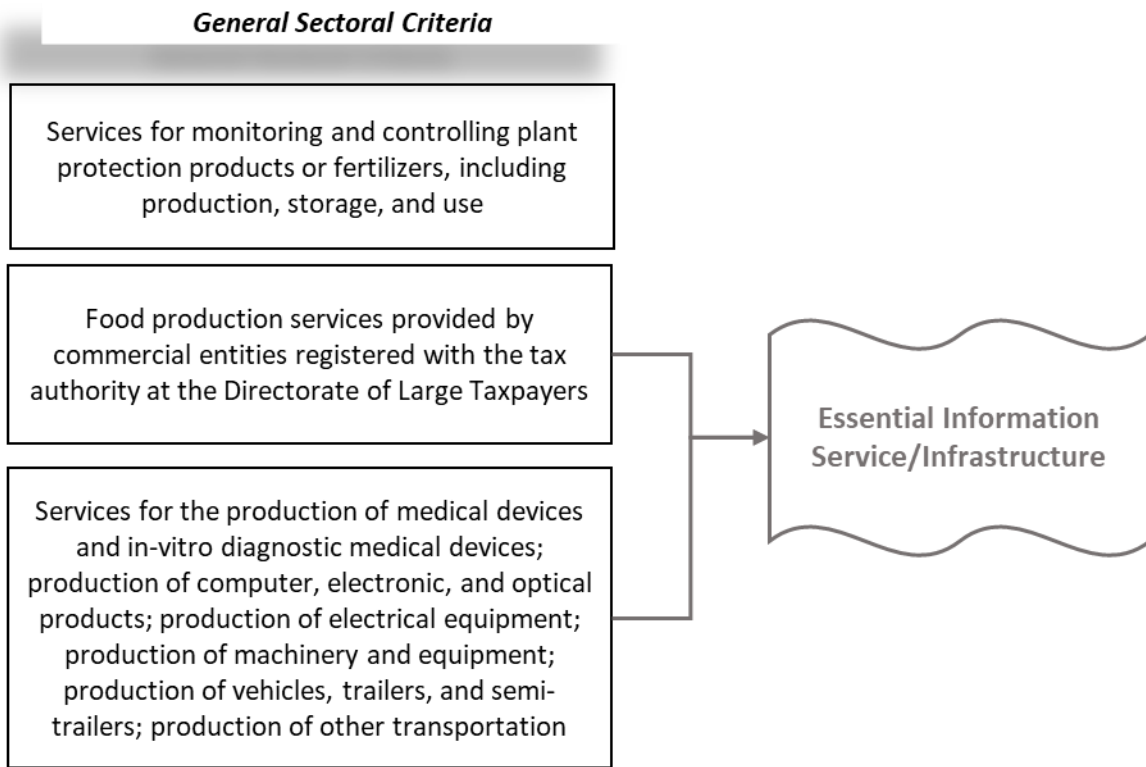 General Sectoral Criteria
Services for monitoring and controlling plant
protection products or fertilizers, including
production, storage, and use
Food production services provided by
commercial entities registered with the tax
authority at the Directorate of Large Taxpayers
Services for the production of medical devices
and in-vitro diagnostic medical devices;
production of computer, electronic, and optical
products; production of electrical equipment;
production of machinery and equipment;
production of vehicles, trailers, and semi-
trailers; production of other transportation
Essential Information
Service/Infrastructure